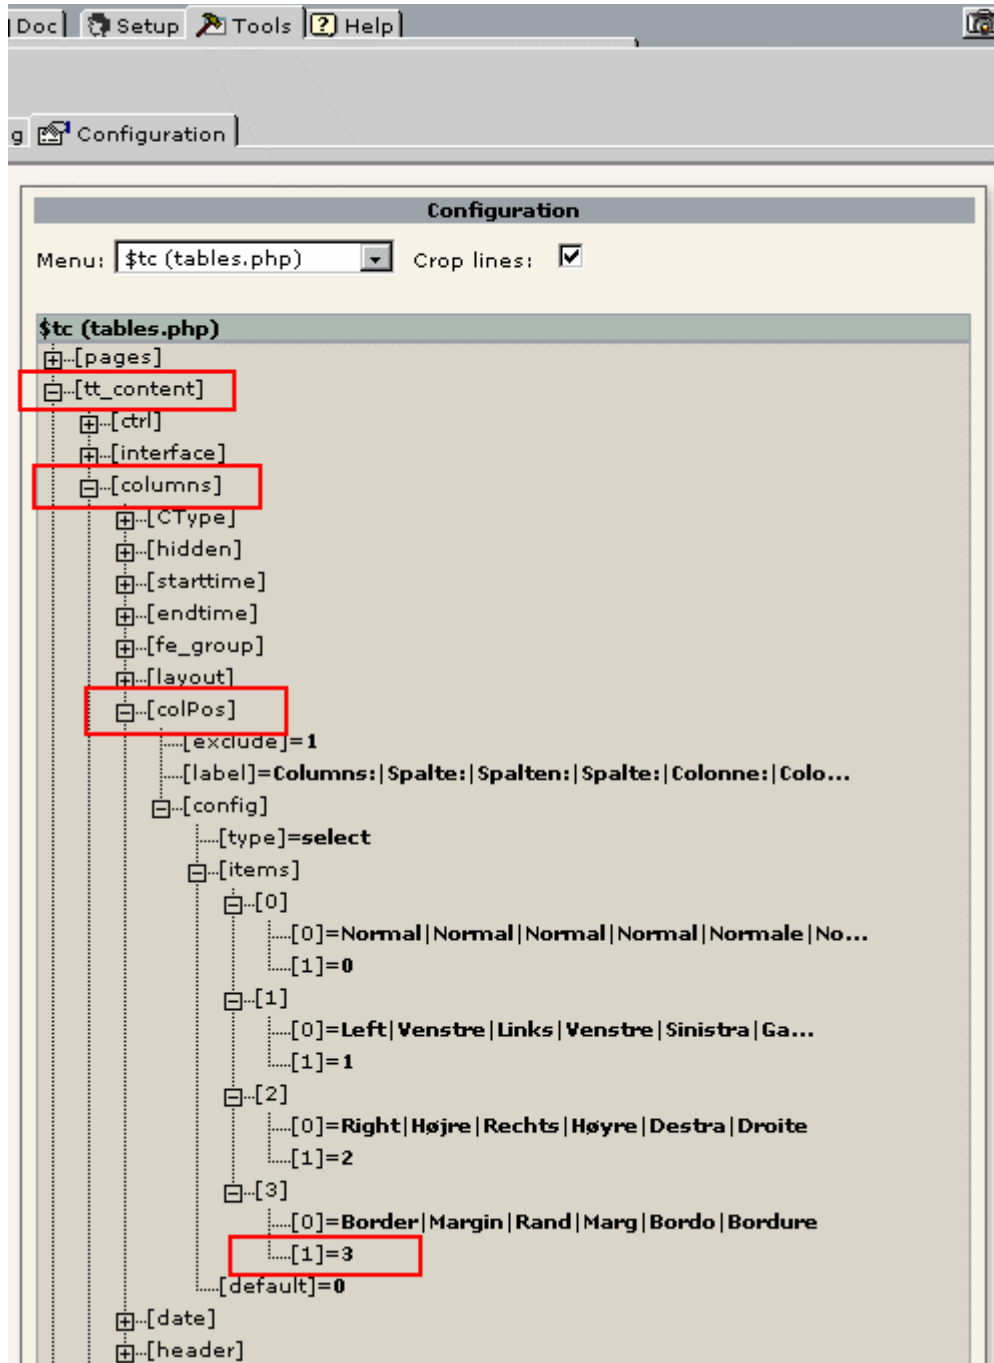 Doc Setup Tools Help
g Configuration
Configuration
Menu: $tc (tables.php) Crop lines:
$tc (tables.php)
[pages]
[tt_content]
[ctrl]
[interface]
[columns]
[CType]
[hidden]
[starttime]
[endtime]
[fe_group]
[layout]
[colPos]
[exclude]=1
[label]=Columns:|Spalte:|Spalten:|Spalte:|Colonne:|Colo...
[config]
[type]=select
[items]
[0]
[0]=Normal|Normal|Normal|Normal|Normale|No...
[1]=0
[1]
[0]=Left|Venstre|Links|Venstre|Sinistra|Ga...
[1]=1
[2]
[0]=Right|Højre|Rechts|Høyre|Destra|Droite
[1]=2
[3]
[0]=Border|Margin|Rand|Marg|Bordo|Bordure
[1]=3
[default]=0
[date]
[header]